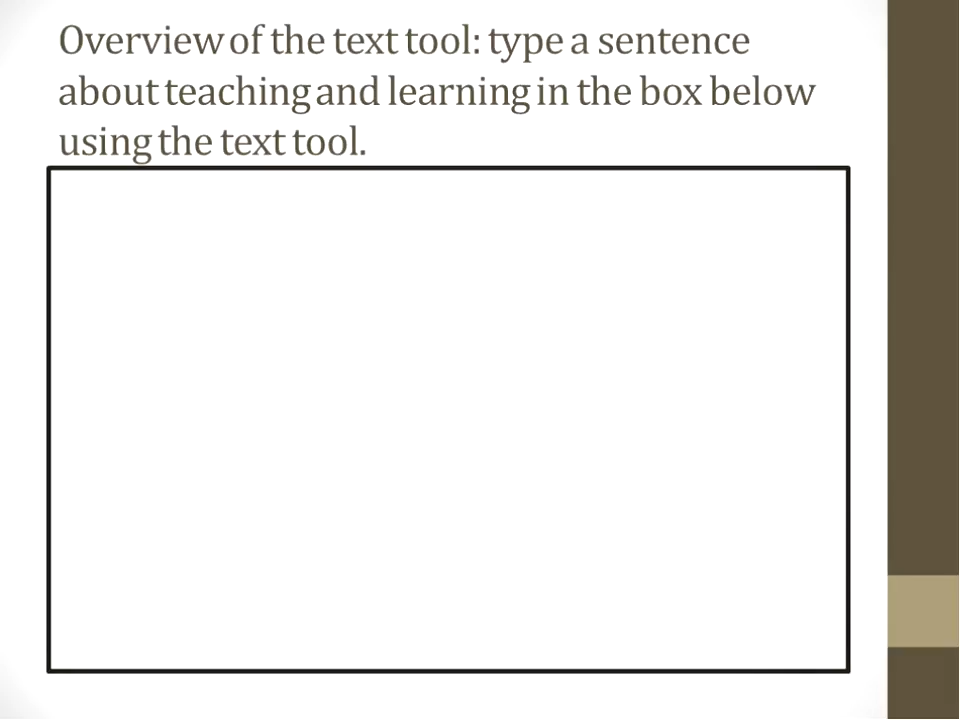 Overview of the text tool: type a sentence
about teaching and learning in the box below
using the text tool.